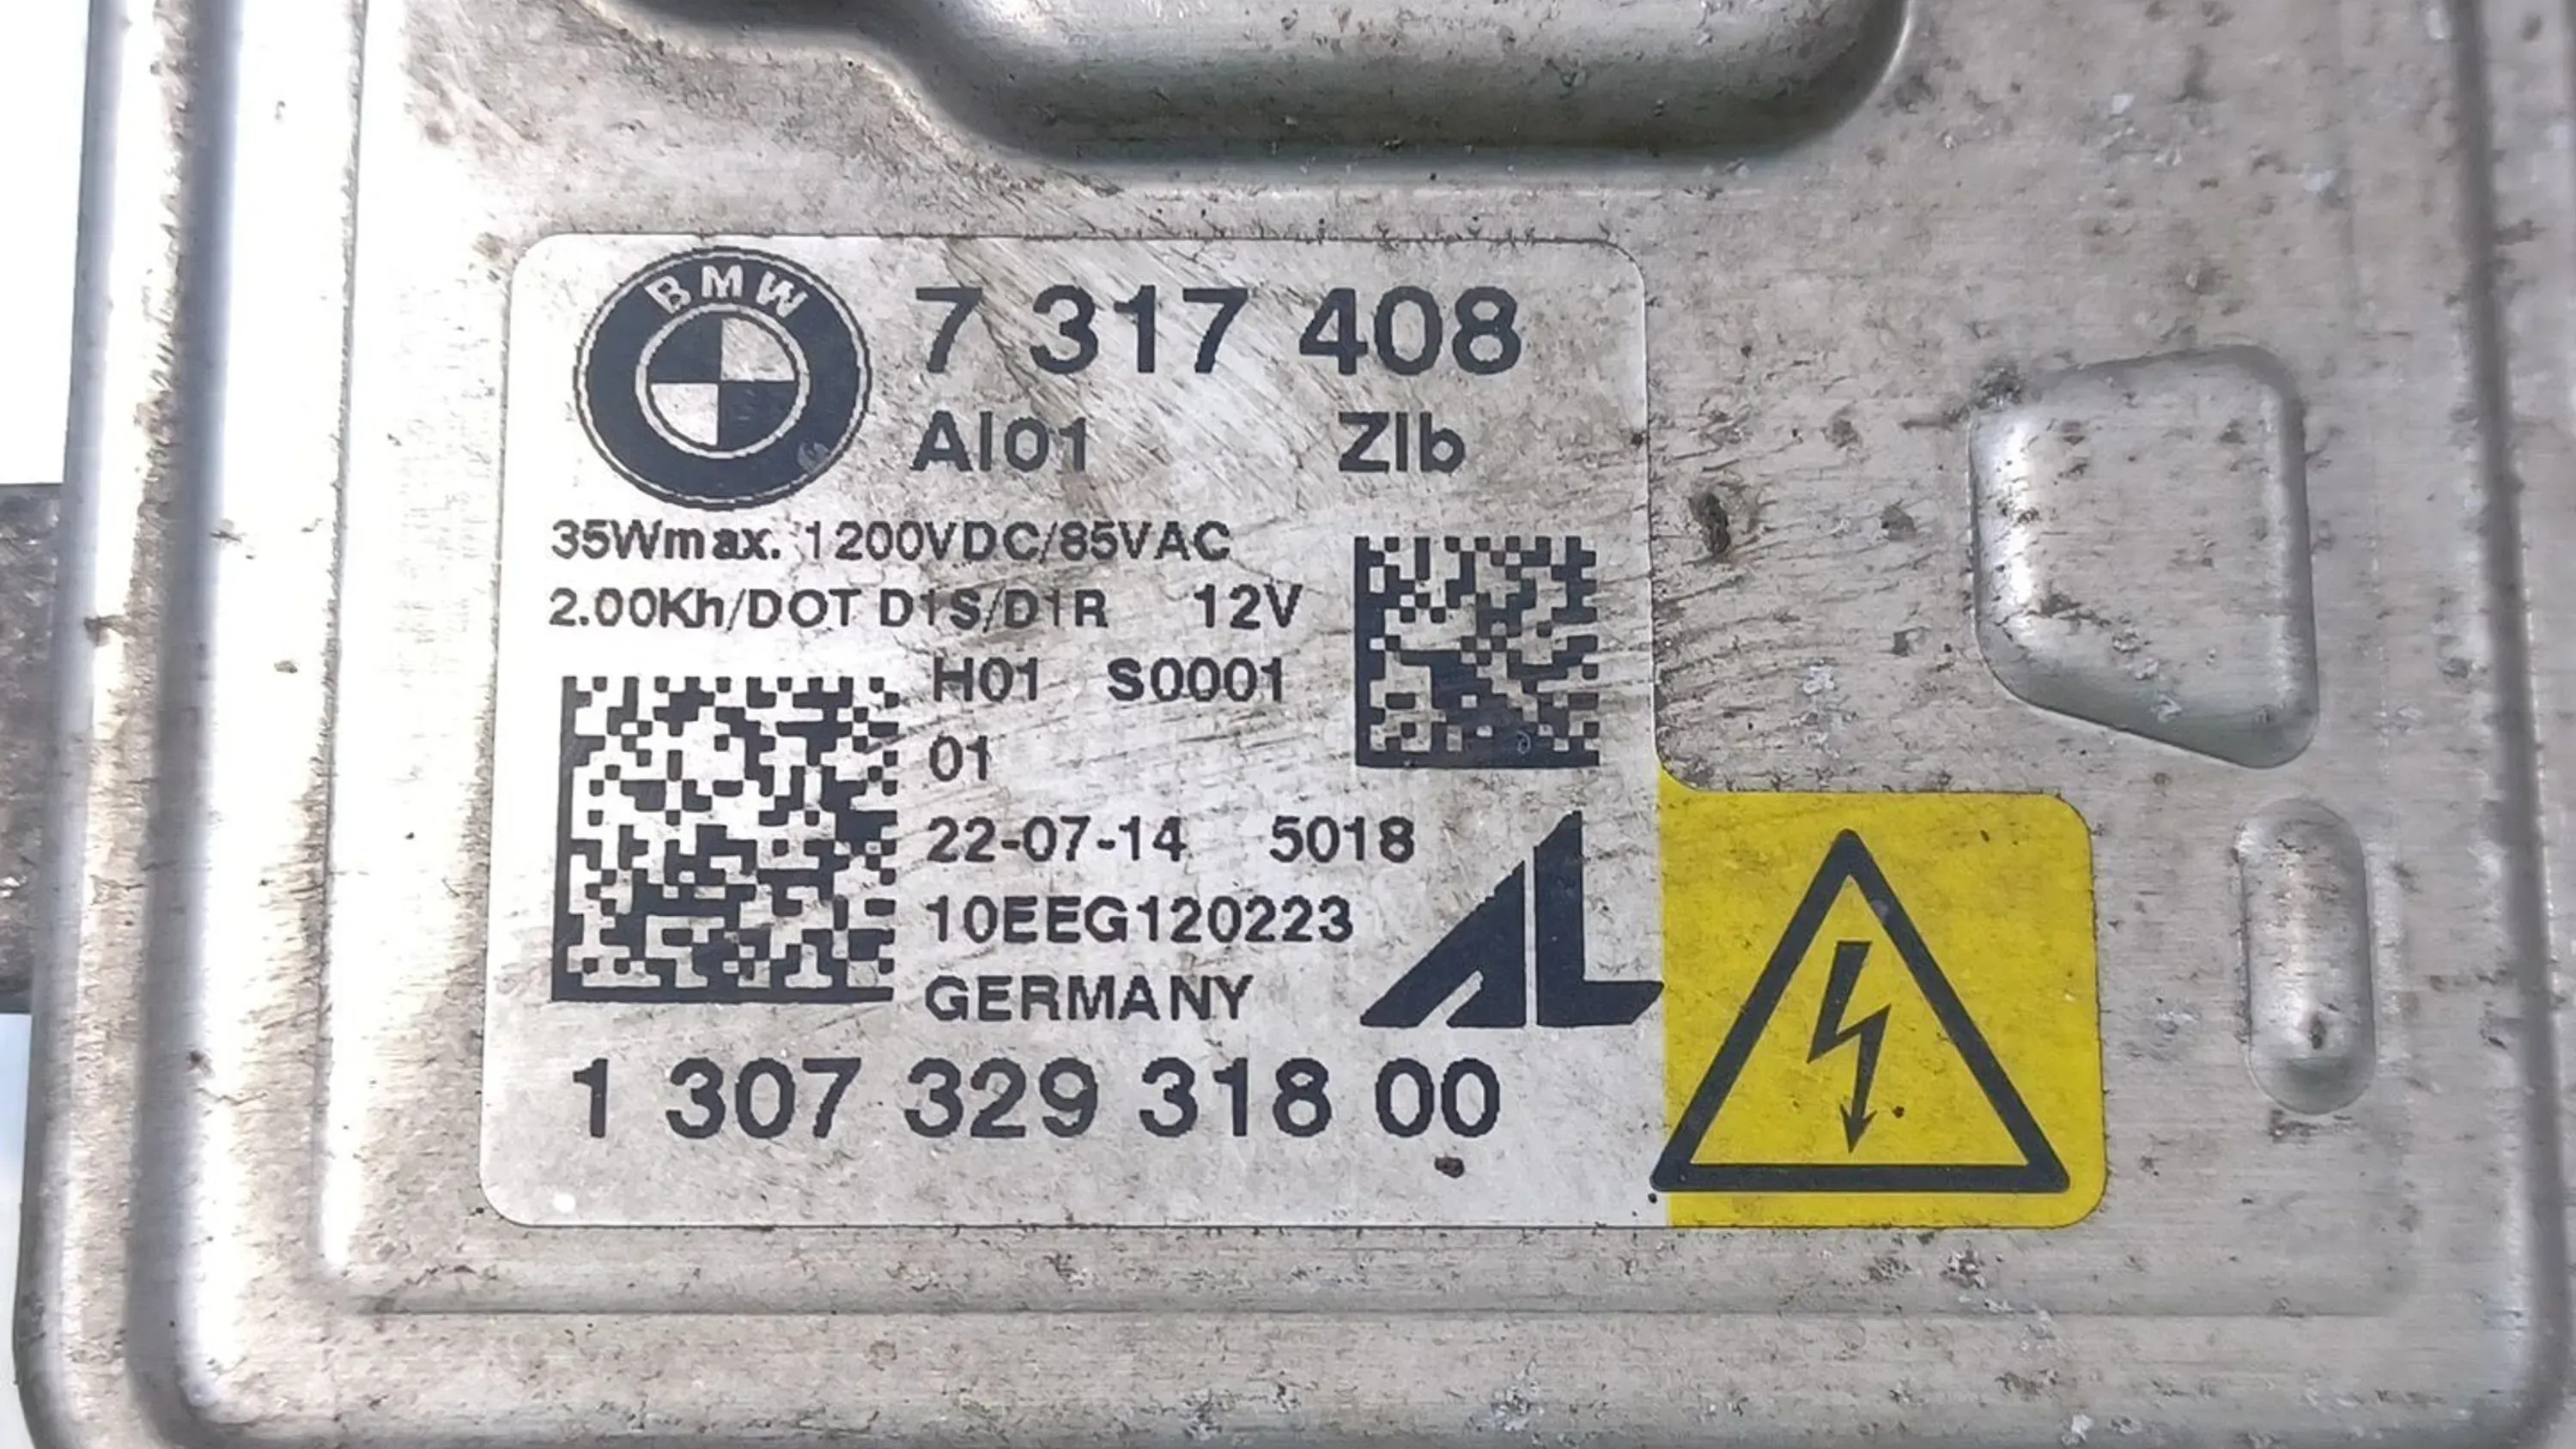 BMW
7 317 408
AI01 ZIb
35Wmax. 1200VDC/85VAC
2.00Kh/DOT D1S/D1R 12V
H01 S0001
01
22-07-14 5018
10EEG120223
GERMANY
AL
1 307 329 318 00